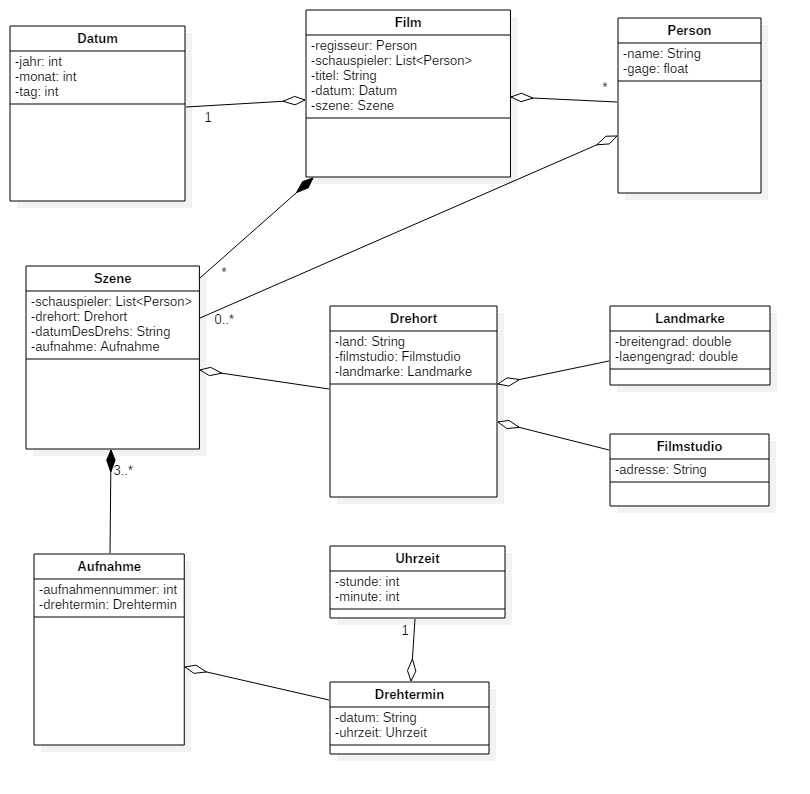 Datum
-jahr: int
-monat: int
-tag: int
1
Film
-regisseur: Person
-schauspieler: List<Person>
-titel: String
-datum: Datum
-szene: Szene
Person
-name: String
-gage: float
*
*
0..*
Szene
-schauspieler: List<Person>
-drehort: Drehort
-datumDesDrehs: String
-aufnahme: Aufnahme
3..*
Drehort
-land: String
-filmstudio: Filmstudio
-landmarke: Landmarke
Landmarke
-breitengrad: double
-laengengrad: double
Filmstudio
-adresse: String
Aufnahme
-aufnahmennummer: int
-drehtermin: Drehtermin
Uhrzeit
-stunde: int
-minute: int
1
Drehtermin
-datum: String
-uhrzeit: Uhrzeit